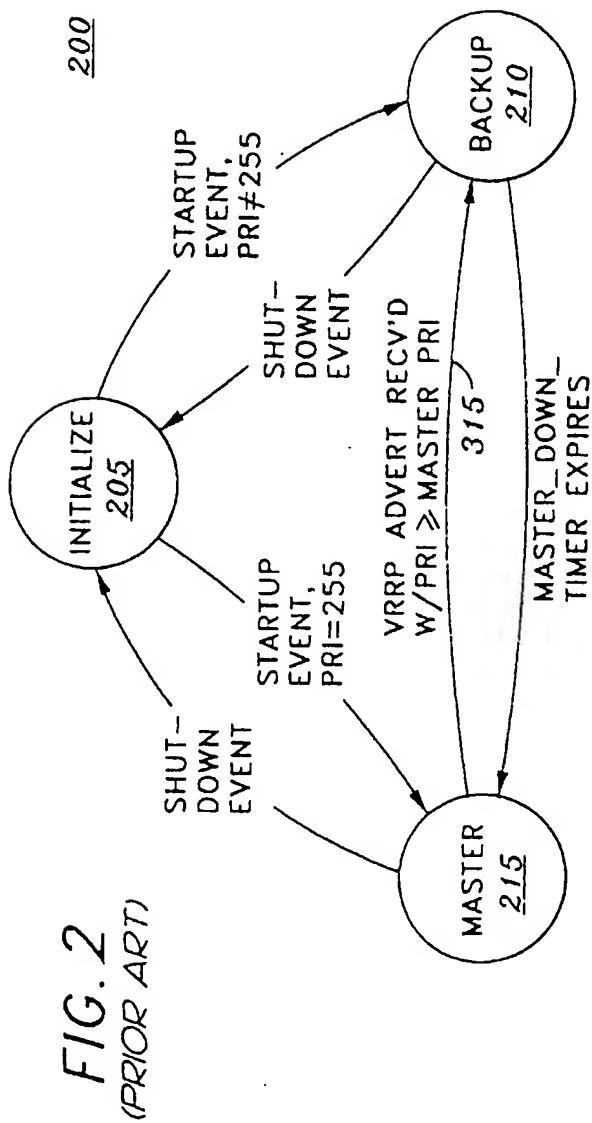 FIG. 2
(PRIOR ART)
200
INITIALIZE
205
SHUT-
DOWN
EVENT
STARTUP
EVENT,
PRI=255
SHUT-
DOWN
EVENT
STARTUP
EVENT,
PRI≠255
MASTER
215
VRRP ADVERT RECV'D
W/PRI ⩾ MASTER PRI
315
MASTER_DOWN_
TIMER EXPIRES
BACKUP
210